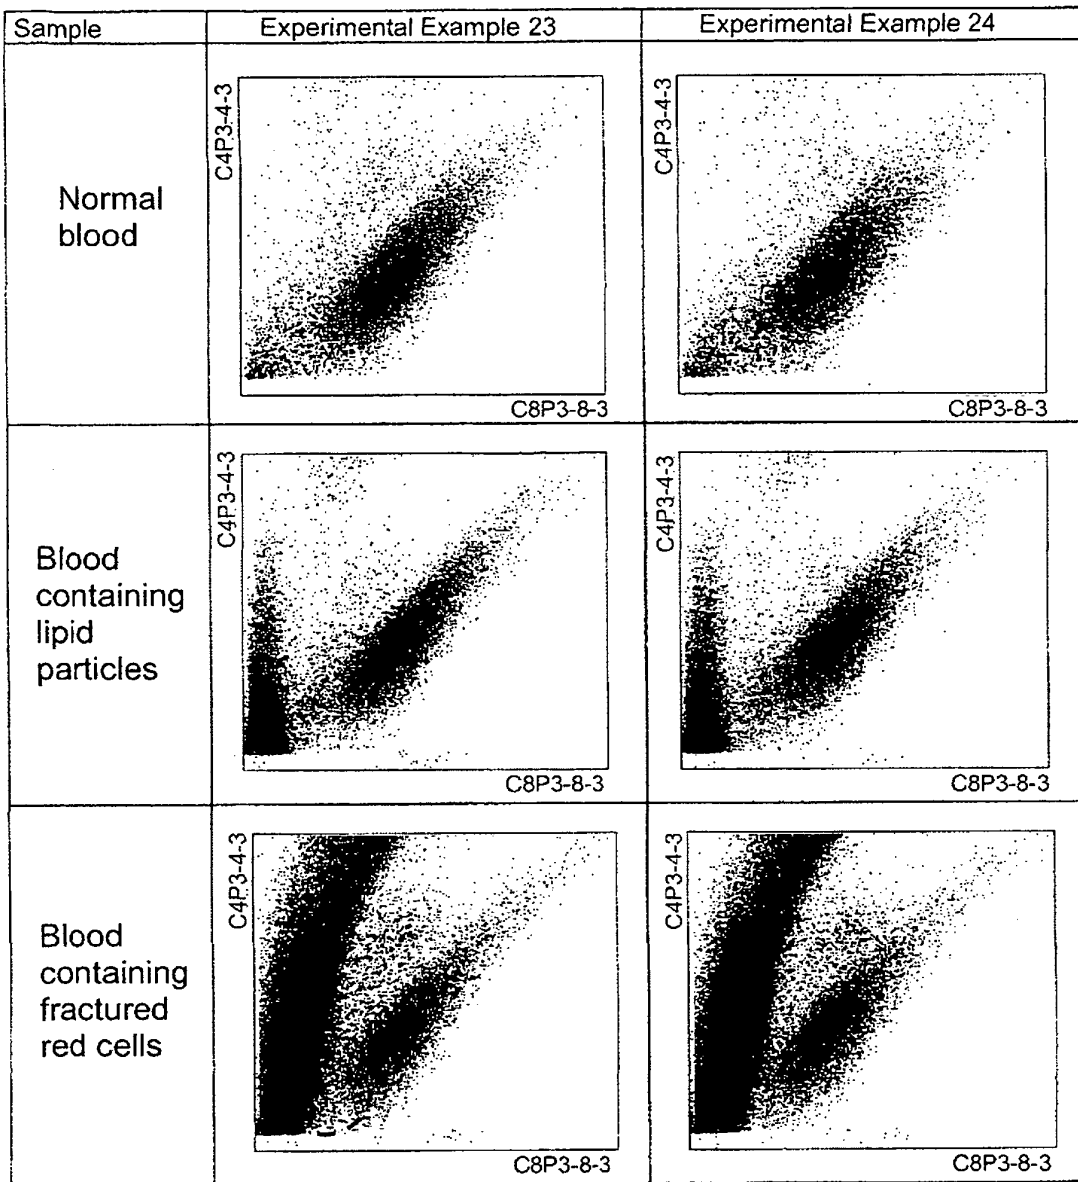 Sample
Experimental Example 23
Experimental Example 24
Normal
blood
C4P3-4-3
C8P3-8-3
C4P3-4-3
C8P3-8-3
Blood
containing
lipid
particles
C4P3-4-3
C8P3-8-3
C4P3-4-3
C8P3-8-3
Blood
containing
fractured
red cells
C4P3-4-3
C8P3-8-3
C4P3-4-3
C8P3-8-3